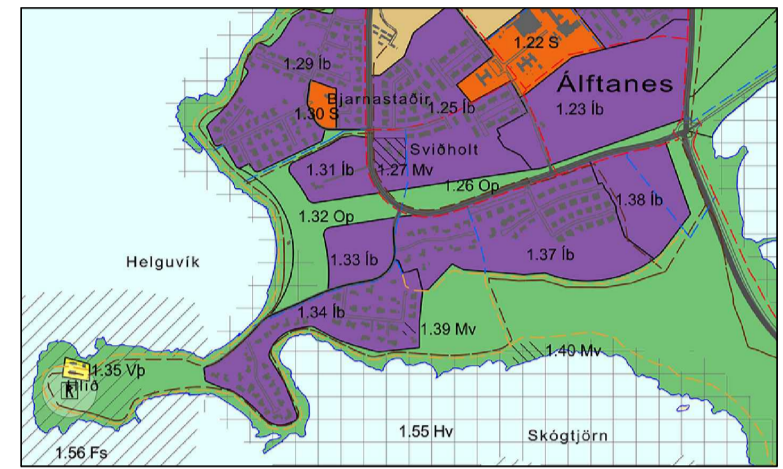 1.22 S
1.29 Íb
Álftanes
Bjarnastaðir
1.25 Íb
1.23 Íb
1.30 S
Sviðholt
1.31 Íb
1.27 Mv
1.26 Op
1.38 Íb
1.32 Op
1.37 Íb
Helguvík
1.33 Íb
1.34 Íb
1.39 Mv
1.40 Mv
1.35 Vþ
Hlið
1.55 Hv
Skógtjörn
1.56 Fs